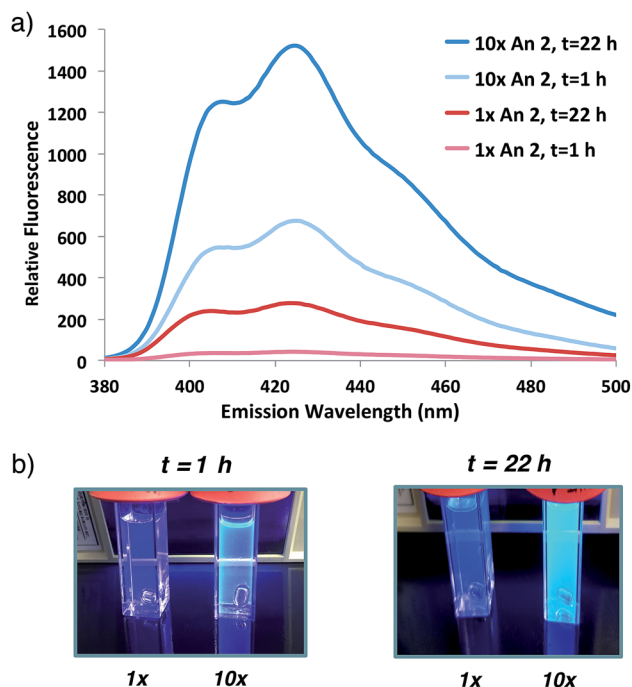 a)
1600
1400
1200
1000
800
600
400
200
0
Relative Fluorescence
10x An 2, t=22 h
10x An 2, t=1 h
1x An 2, t=22 h
1x An 2, t=1 h
380 400 420 440 460 480 500
Emission Wavelength (nm)
b)
t = 1 h t = 22 h
1x 10x 1x 10x